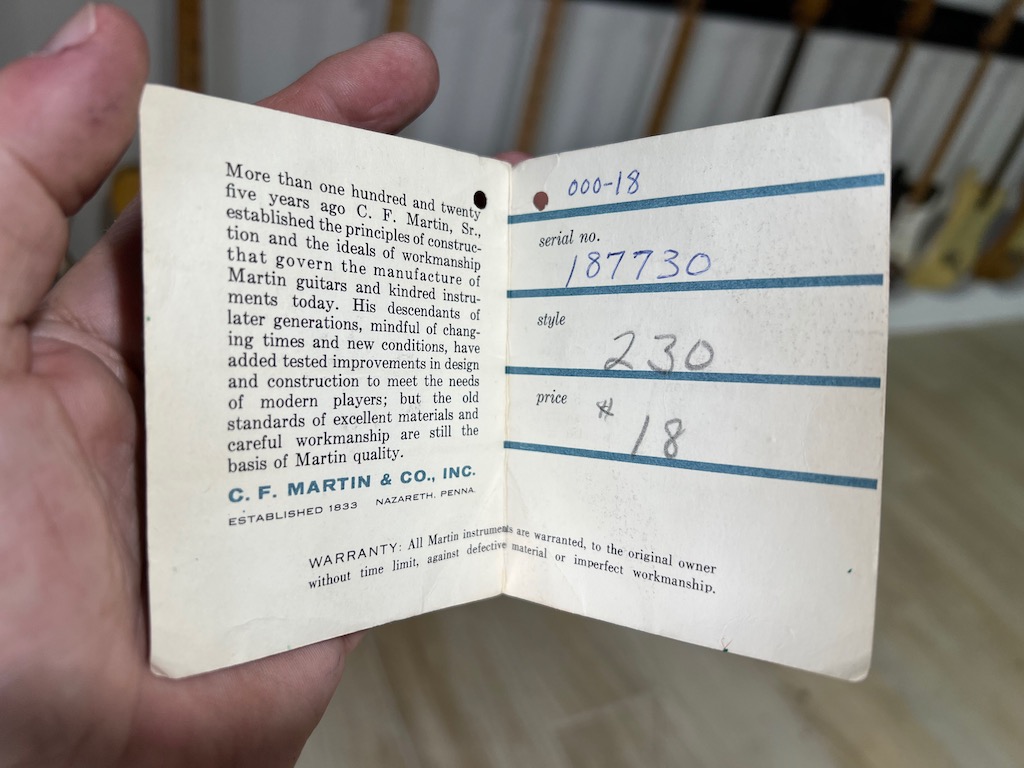 More than one hundred and twenty
five years ago C. F. Martin, Sr.,
established the principles of construc-
tion and the ideals of workmanship
that govern the manufacture of
Martin guitars and kindred instru-
ments today. His descendants of
later generations, mindful of chang-
ing times and new conditions, have
added tested improvements in design
and construction to meet the needs
of modern players; but the old
standards of excellent materials and
careful workmanship are still the
basis of Martin quality.
C. F. MARTIN & CO., INC.
ESTABLISHED 1833 NAZARETH, PENNA.
000-18
serial no.
187730
style
230
price
# 18
WARRANTY: All Martin instruments are warranted, to the original owner
without time limit, against defective material or imperfect workmanship.